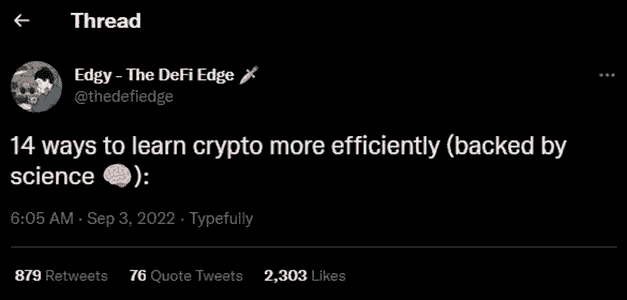 Thread
Edgy - The DeFi Edge 🗡️
@thedefiedge
14 ways to learn crypto more efficiently (backed by
science 🧠):
6:05 AM · Sep 3, 2022 · Typefully
879 Retweets 76 Quote Tweets 2,303 Likes